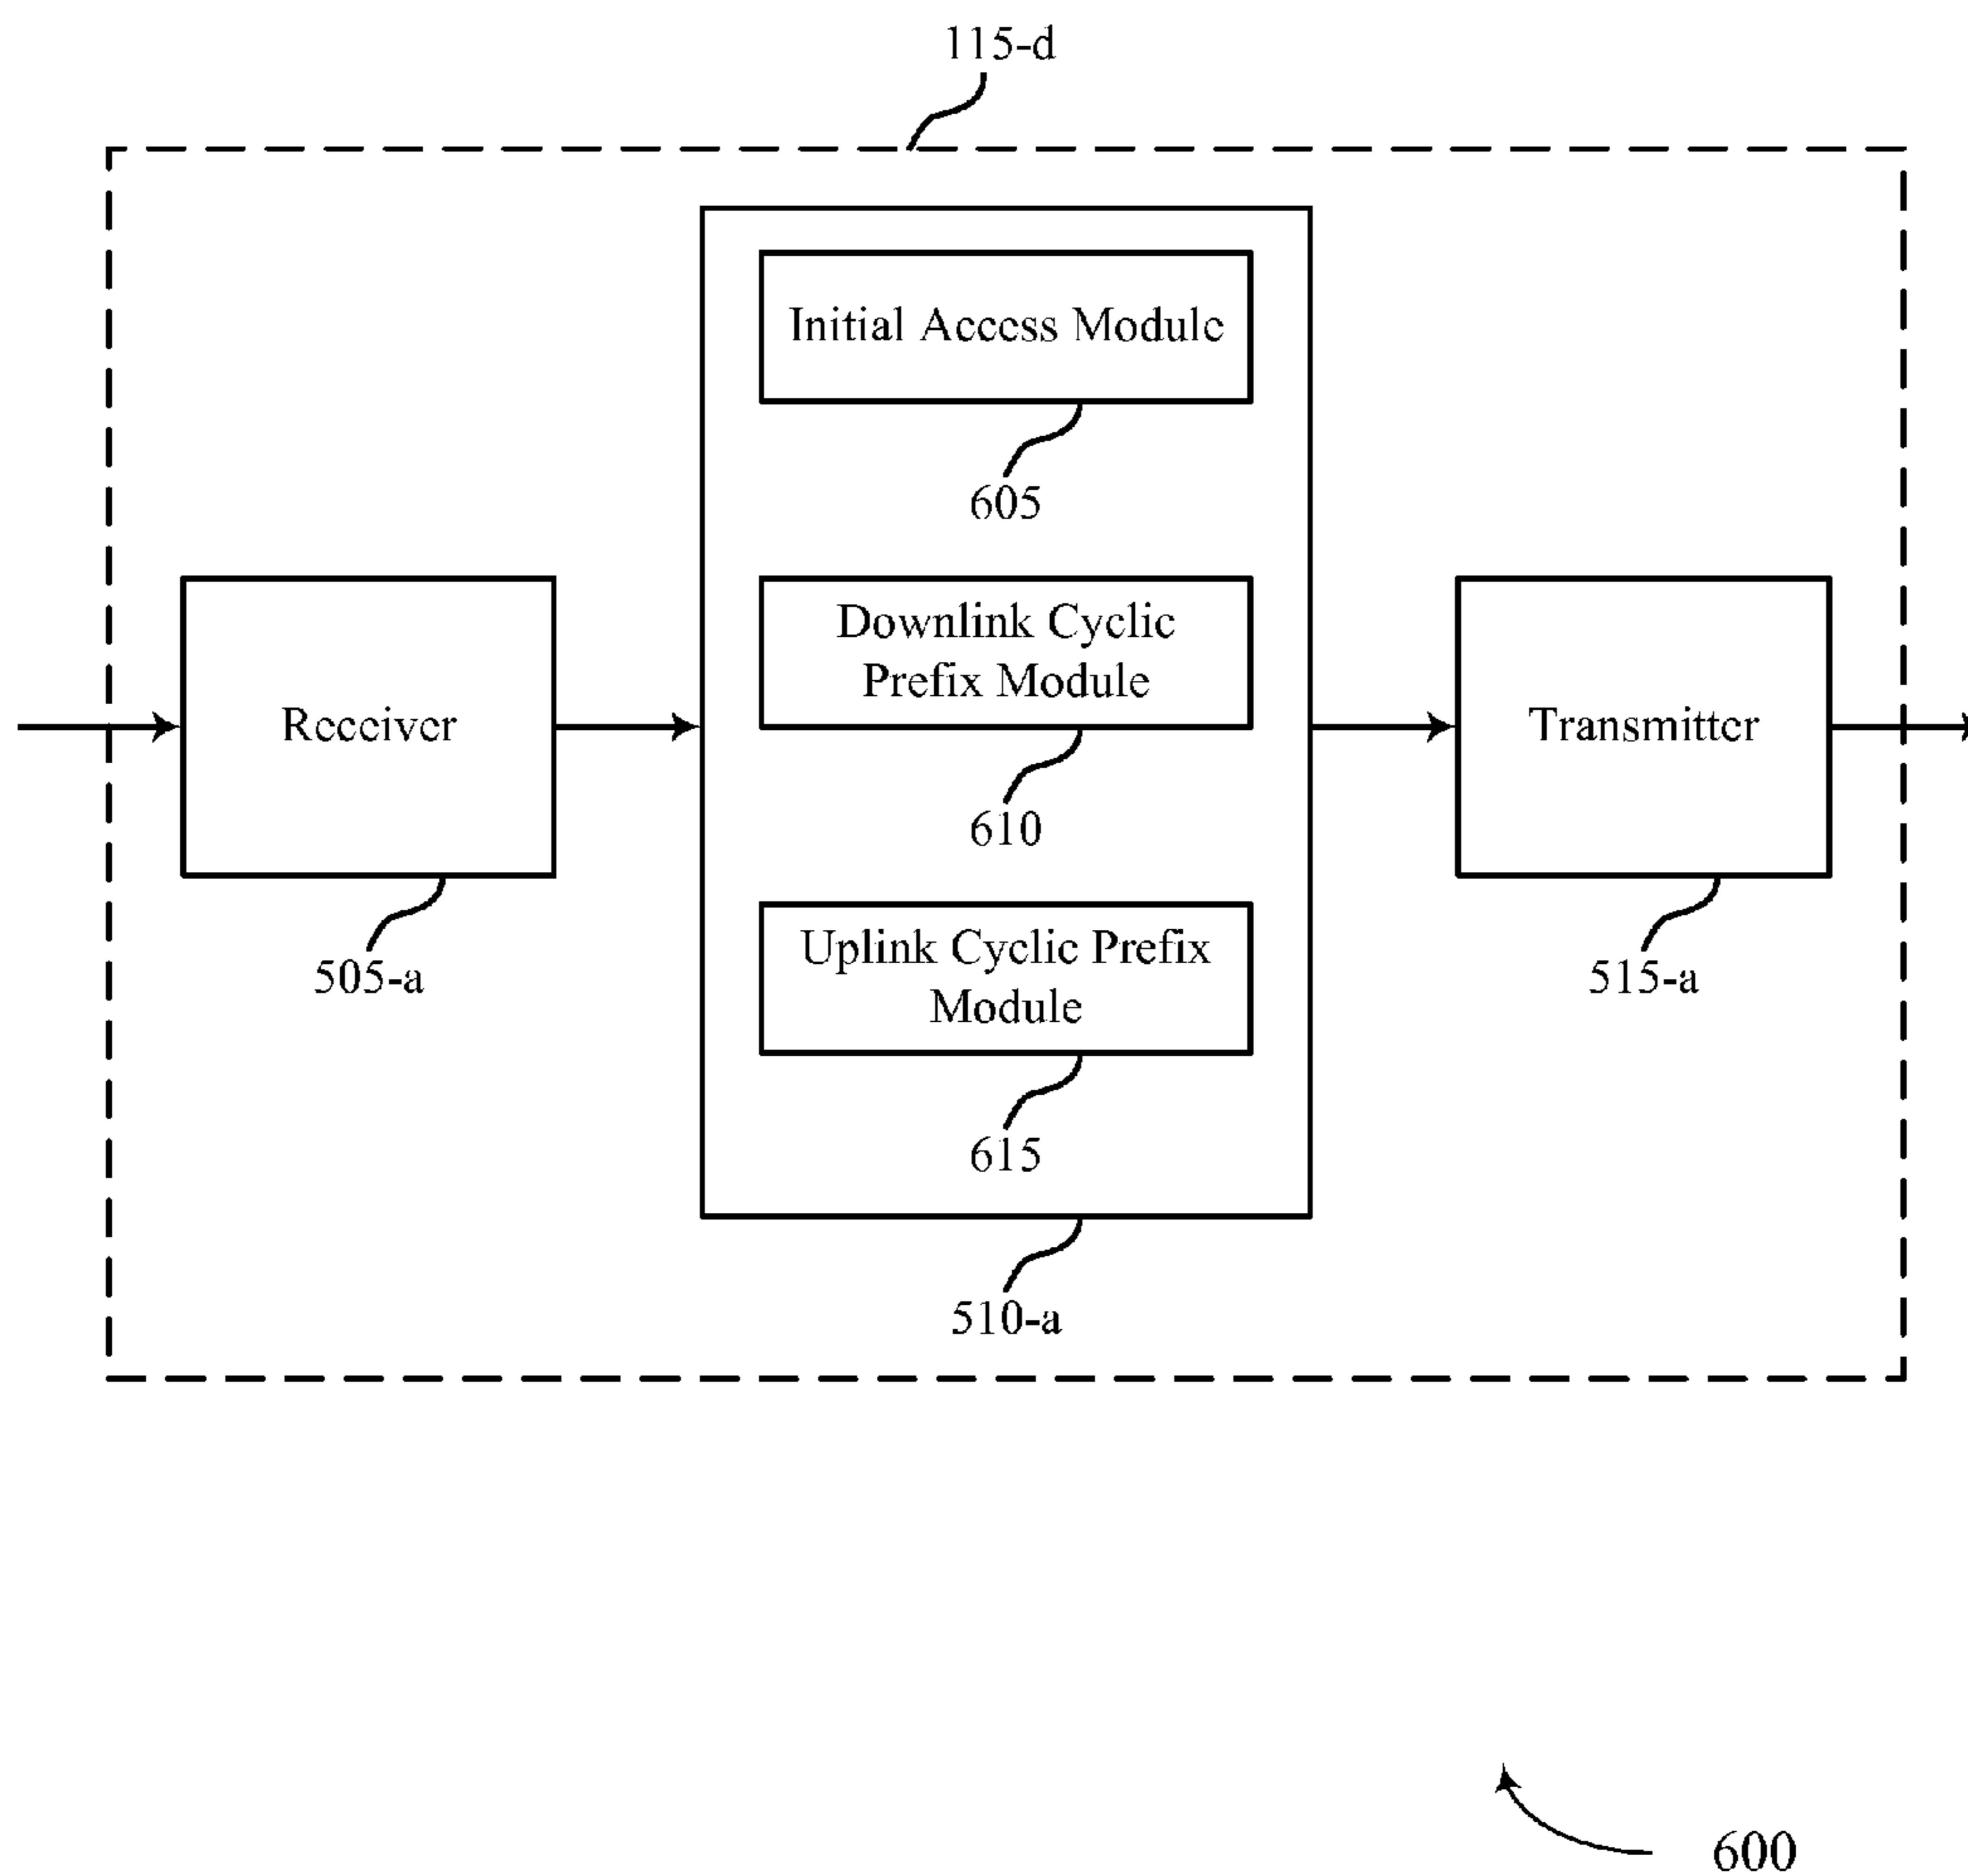 115-d
Initial Access Module
605
Downlink Cyclic
Prefix Module
610
Receiver
Transmitter
Uplink Cyclic Prefix
Module
615
505-a
515-a
510-a
600